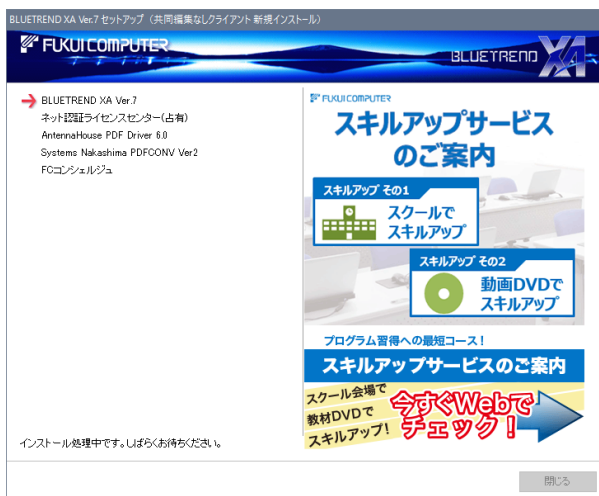 BLUETREND XA Ver.7 セットアップ（共同編集なしクライアント 新規インストール）
FUKUI COMPUTER
BLUETREND XA
BLUETREND XA Ver.7
ネット認証ライセンスセンター(占有)
AntennaHouse PDF Driver 6.0
Systems Nakashima PDFCONV Ver2
FCコンシェルジュ
FUKUI COMPUTER
スキルアップサービス
のご案内
スキルアップ その1
スクールで
スキルアップ
スキルアップ その2
動画DVDで
スキルアップ
プログラム習得への最短コース！
スキルアップサービスのご案内
スクール会場で
教材DVDで
スキルアップ！
今すぐWebで
チェック！
インストール処理中です。しばらくお待ちください。
閉じる